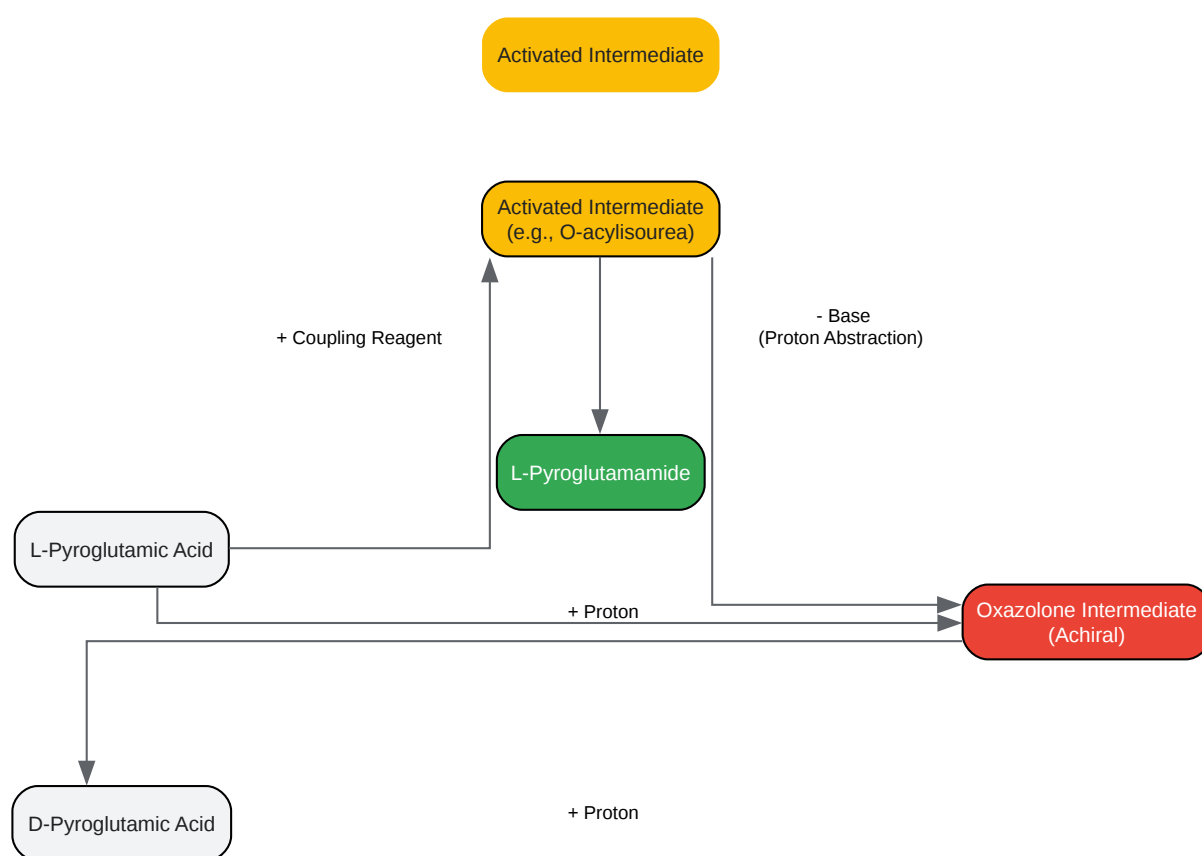 Activated Intermediate
Activated Intermediate
(e.g., O-acylisourea)
- Base
(Proton Abstraction)
+ Coupling Reagent
L-Pyroglutamamide
L-Pyroglutamic Acid
+ Proton
Oxazolone Intermediate
(Achiral)
+ Proton
D-Pyroglutamic Acid